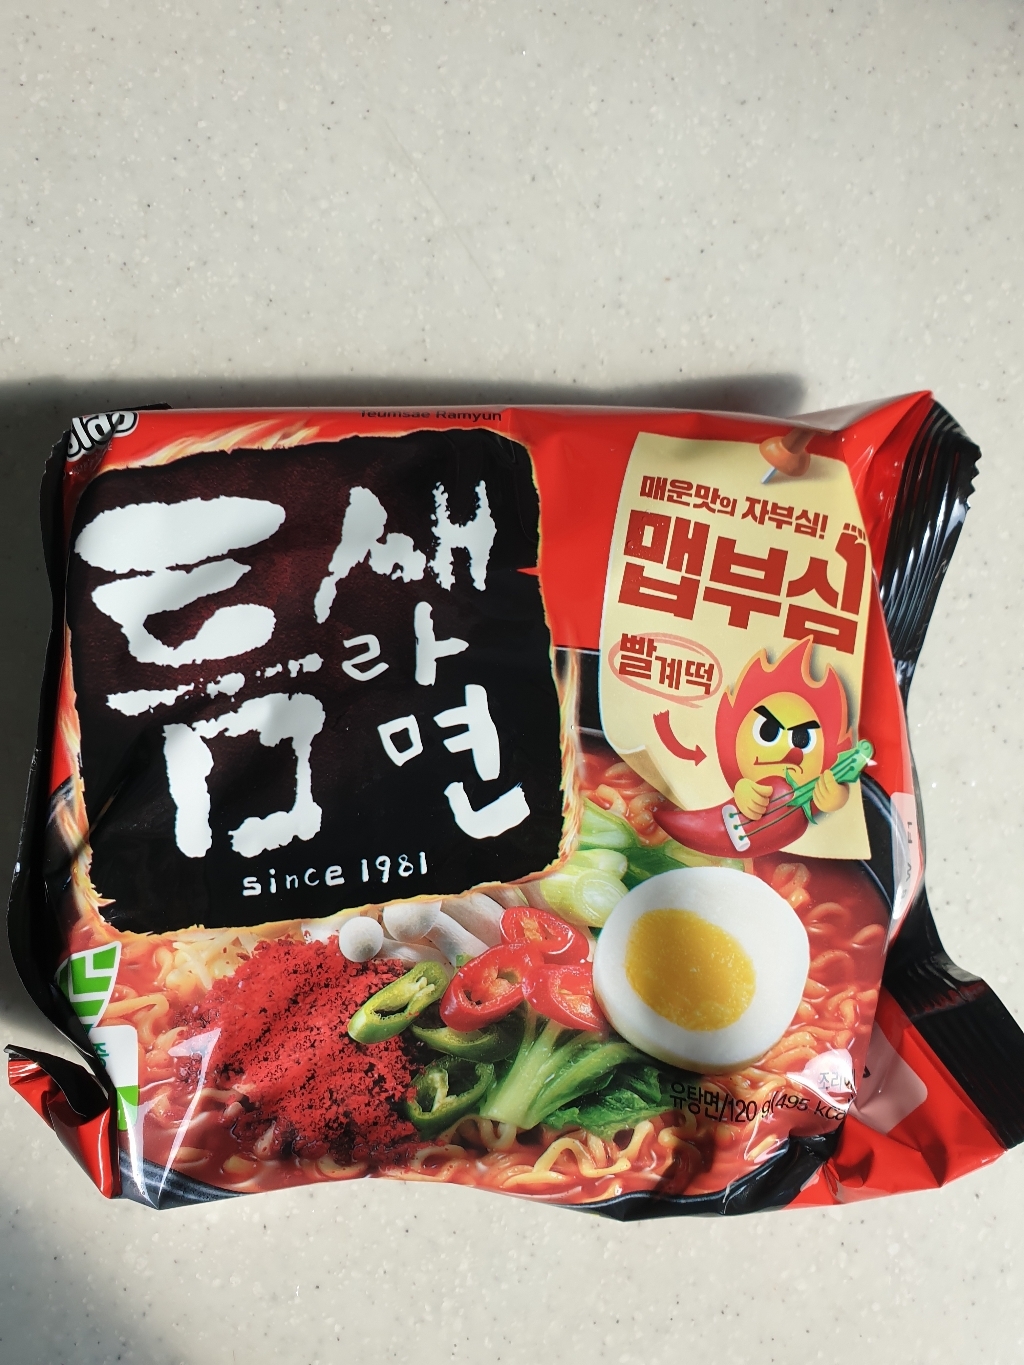 Teumsae Ramyun
틈새
라면
since 1981
매운맛의 자부심!
맵부심
빨계떡
유탕면/120 g(495 kca